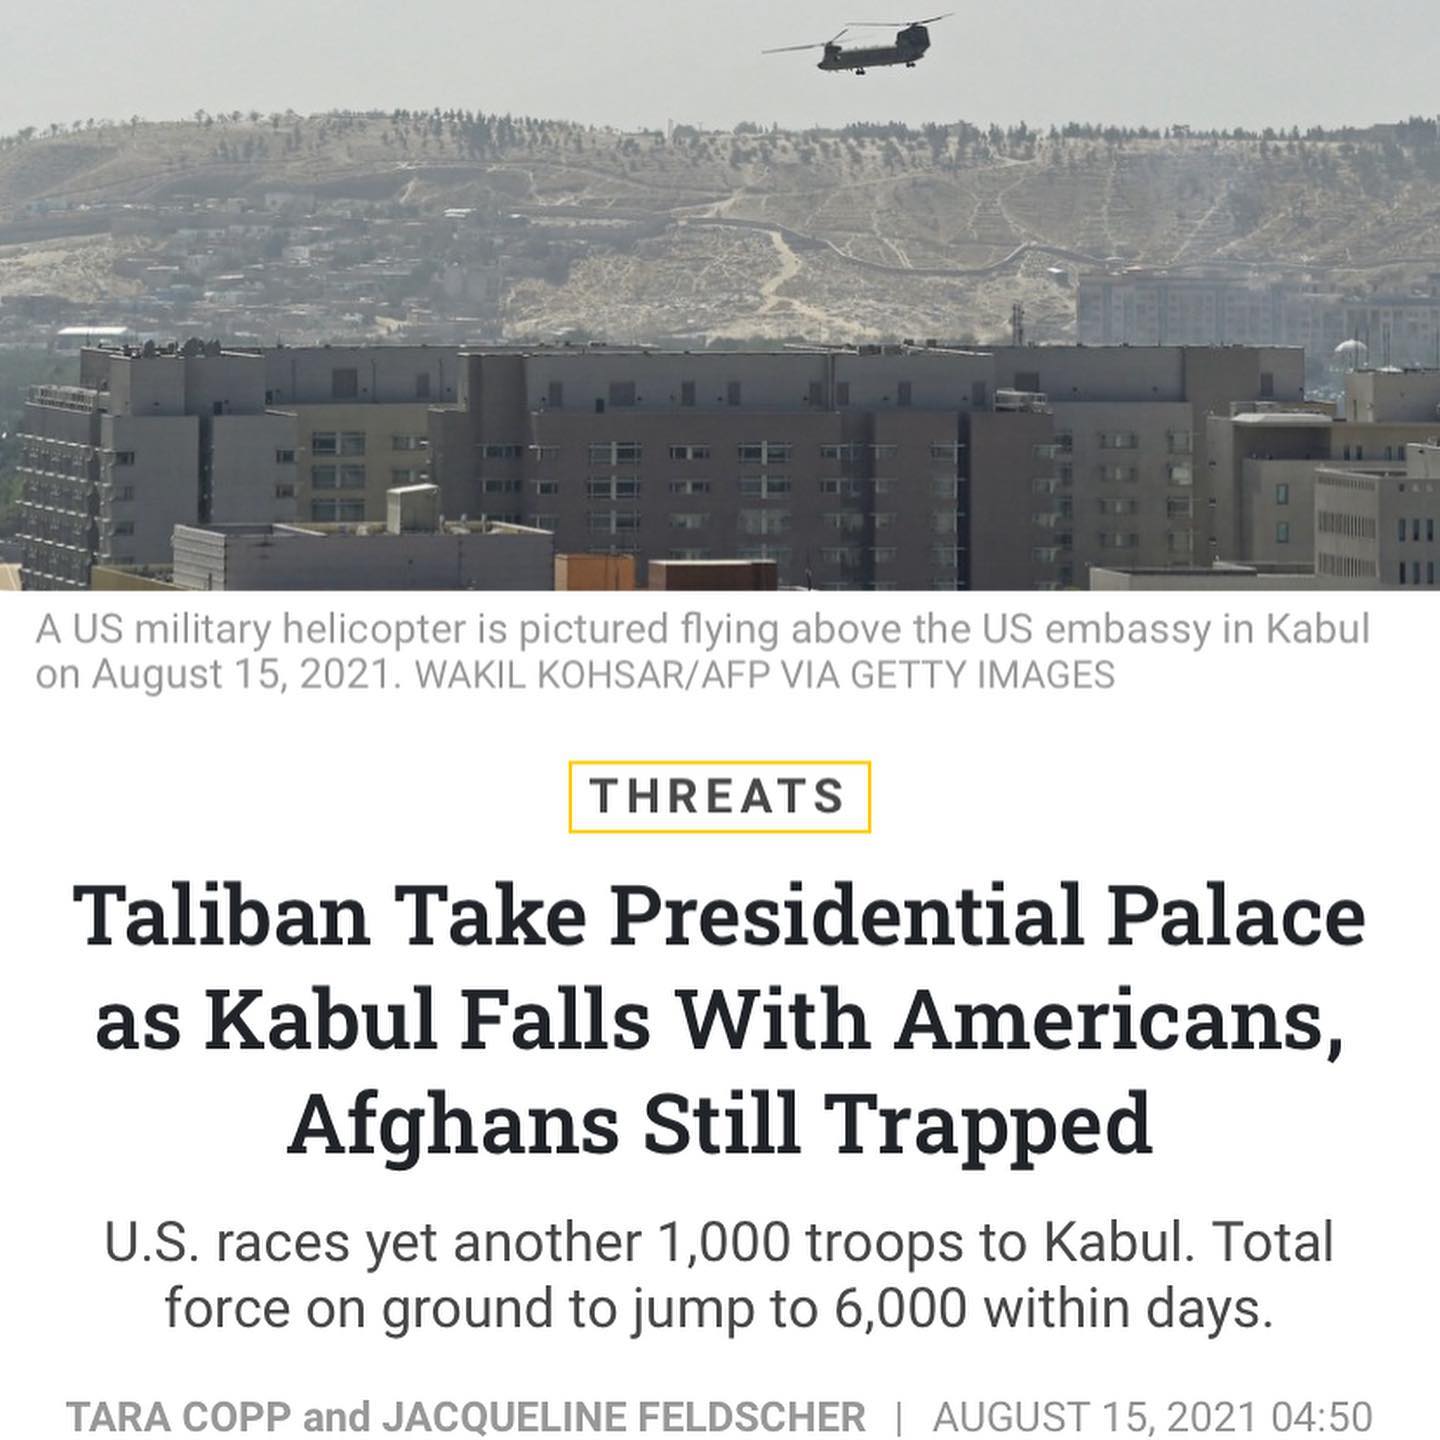 A US military helicopter is pictured flying above the US embassy in Kabul
on August 15, 2021. WAKIL KOHSAR/AFP VIA GETTY IMAGES
THREATS
Taliban Take Presidential Palace
as Kabul Falls With Americans,
Afghans Still Trapped
U.S. races yet another 1,000 troops to Kabul. Total
force on ground to jump to 6,000 within days.
TARA COPP and JACQUELINE FELDSCHER | AUGUST 15, 2021 04:50